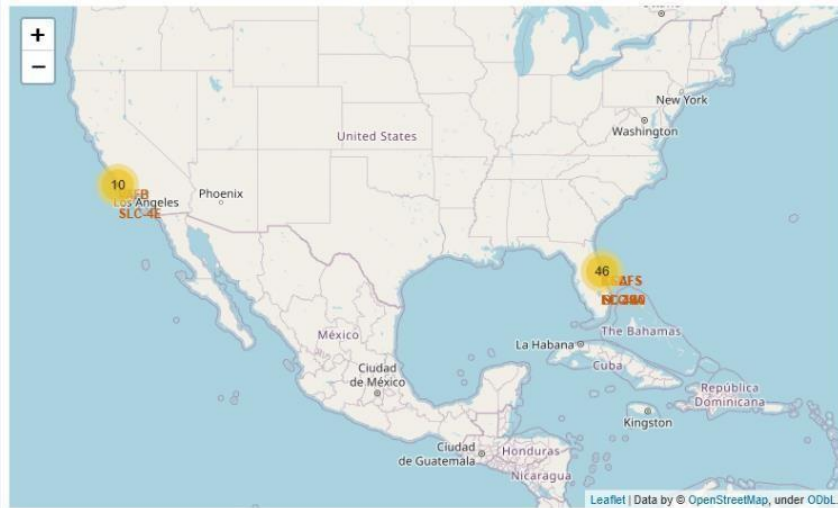 +
−
Ottawa
New York
Washington
United States
10
Los Angeles
Phoenix
SLC-4E
46
México
Ciudad
de México
La Habana
The Bahamas
Cuba
República
Dominicana
Kingston
Ciudad
de Guatemala
Honduras
Nicaragua
Leaflet | Data by © OpenStreetMap, under ODbL.